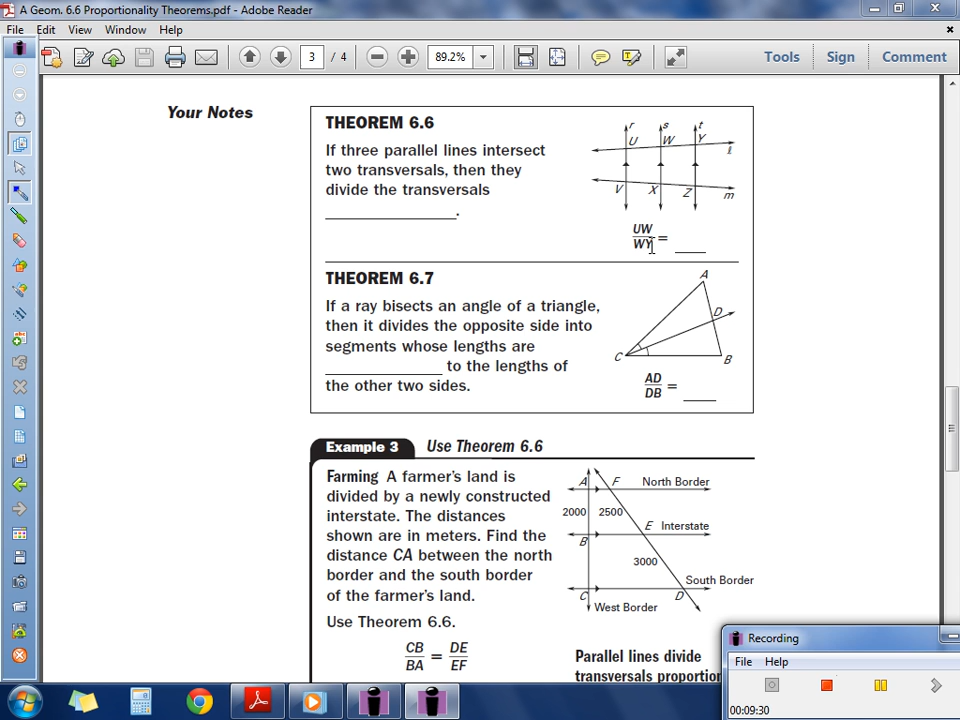 A Geom. 6.6 Proportionality Theorems.pdf - Adobe Reader
File Edit View Window Help
3 / 4 89.2% Tools Sign Comment
Your Notes
THEOREM 6.6
If three parallel lines intersect
two transversals, then they
divide the transversals
____________.
r s t
U W Y
l
V X Z m
UW
WY = ____
THEOREM 6.7
If a ray bisects an angle of a triangle,
then it divides the opposite side into
segments whose lengths are
____________ to the lengths of
the other two sides.
A
D
C B
AD
DB = ____
Example 3 Use Theorem 6.6
Farming A farmer's land is
divided by a newly constructed
interstate. The distances
shown are in meters. Find the
distance CA between the north
border and the south border
of the farmer's land.
Use Theorem 6.6.
A F North Border
2000 2500
E Interstate
B
3000
South Border
C D
West Border
CB = DE
BA EF
Parallel lines divide
transversals
Recording
File Help
00:09:30